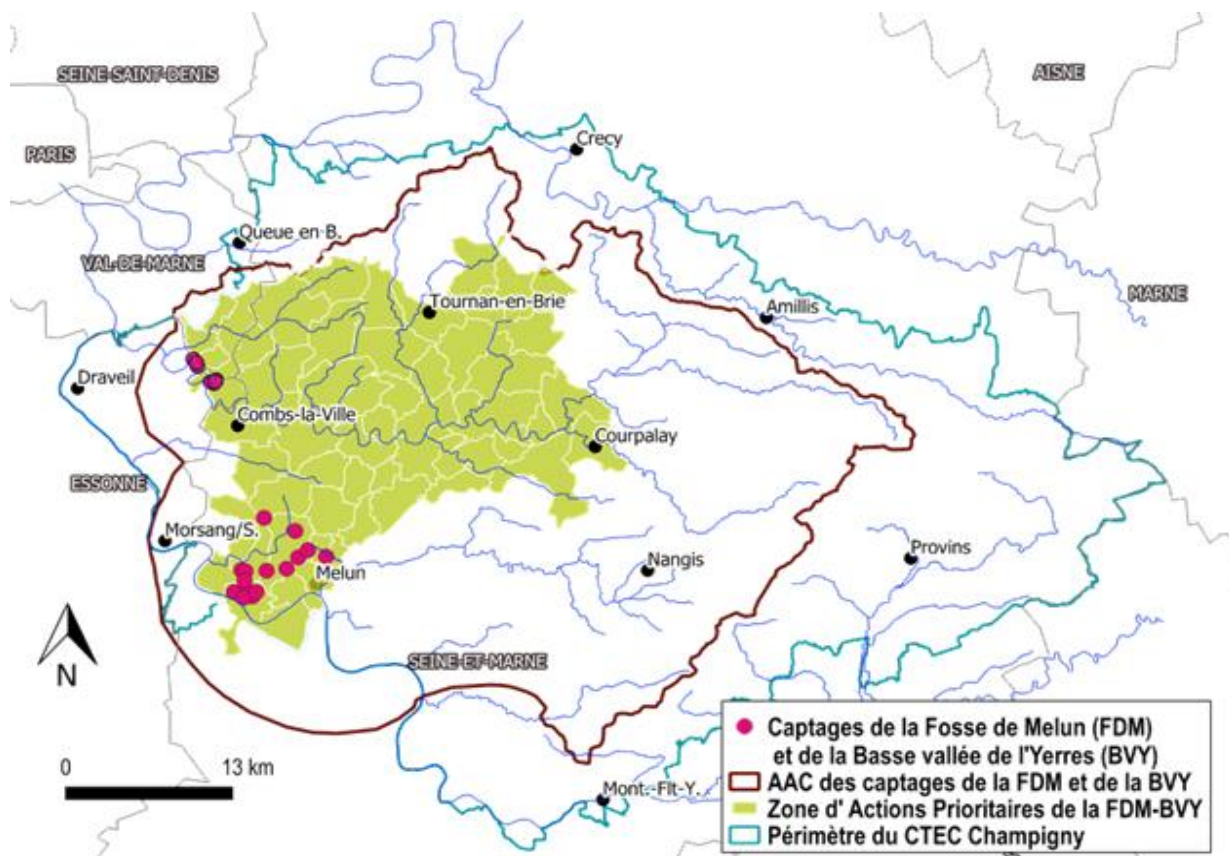 SEINE-SAINT-DENIS
AISNE
PARIS
Crecy
Queue en B.
VAL-DE-MARNE
MARNE
Tournan-en-Brie
Amillis
Draveil
Combs-la-Ville
Courpalay
ESSONNE
Morsang/S.
Nangis
Provins
Melun
N
SEINE-ET-MARNE
0 13 km
Mont.-Flt-Y.
Captages de la Fosse de Melun (FDM)
et de la Basse vallée de l'Yerres (BVY)
AAC des captages de la FDM et de la BVY
Zone d' Actions Prioritaires de la FDM-BVY
Périmètre du CTEC Champigny